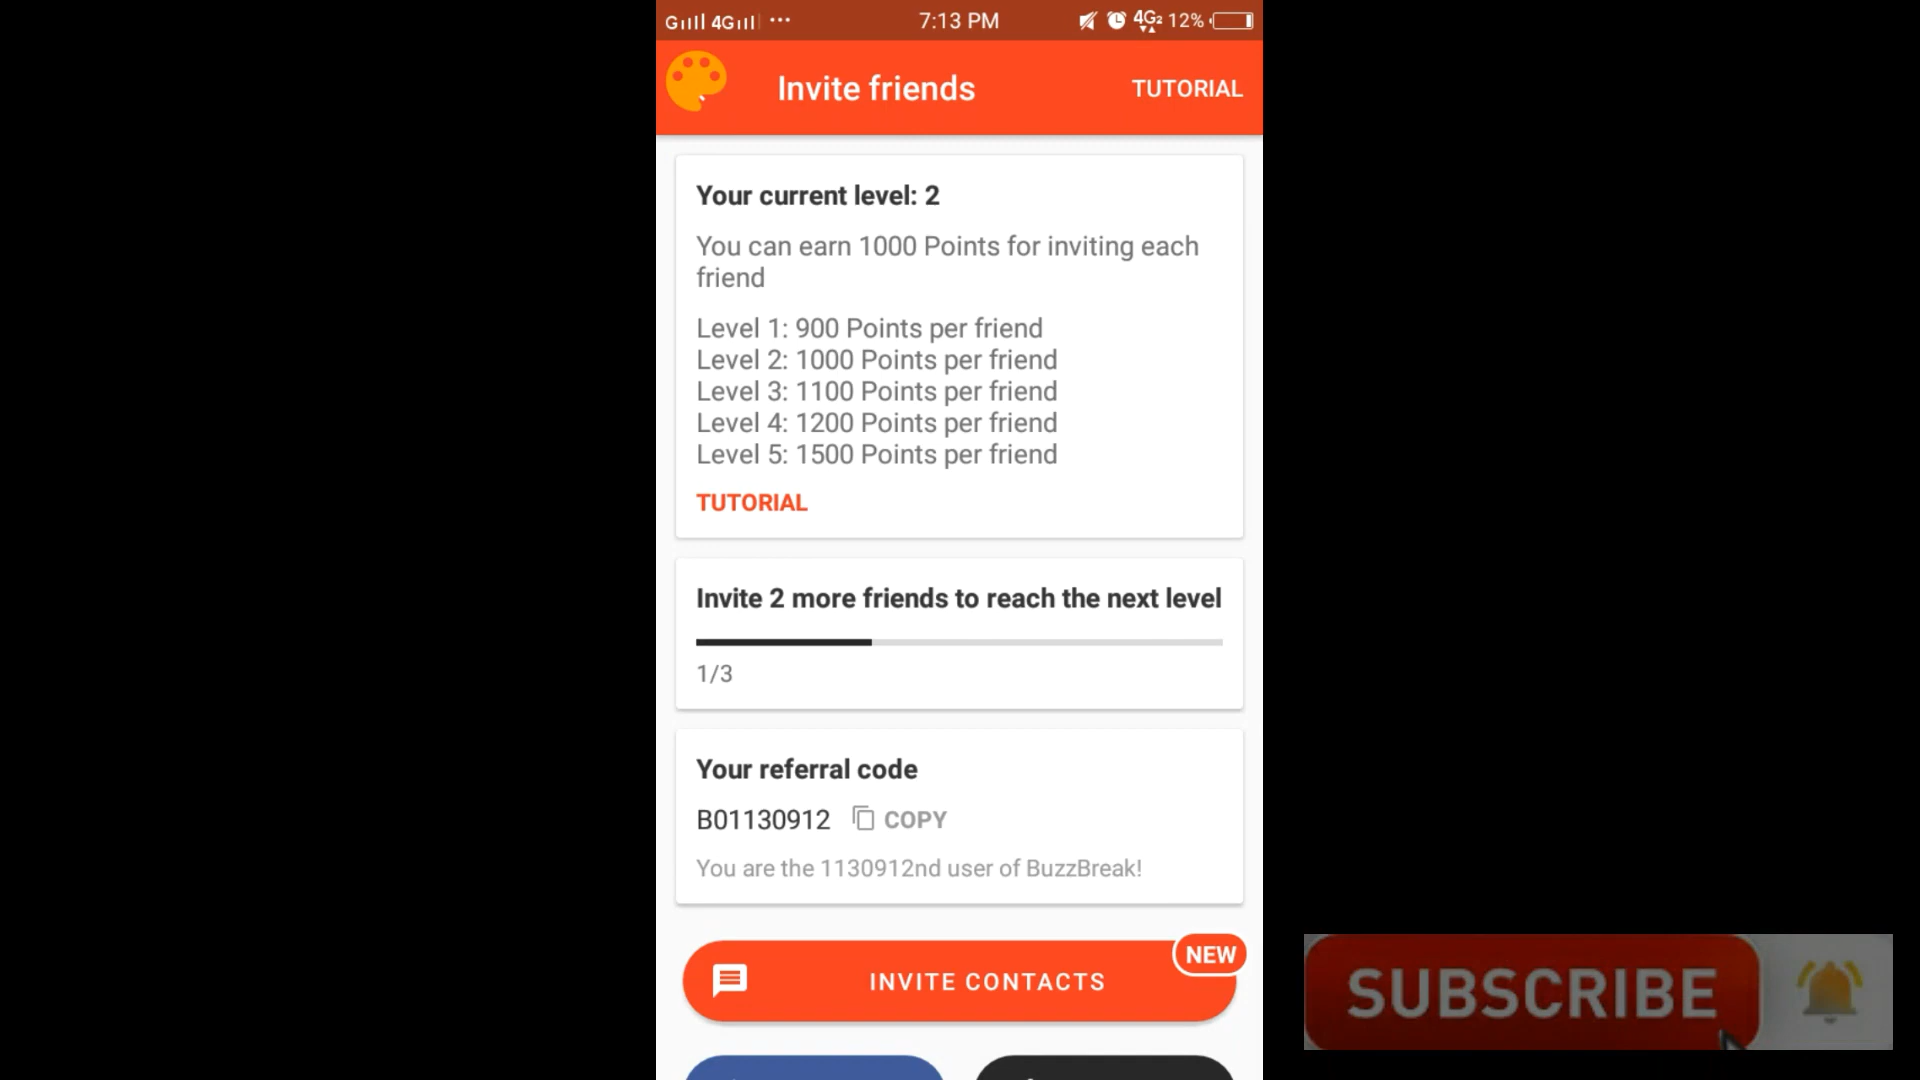 G 4G ... 7:13 PM 4G2 12%
Invite friends TUTORIAL
Your current level: 2
You can earn 1000 Points for inviting each
friend
Level 1: 900 Points per friend
Level 2: 1000 Points per friend
Level 3: 1100 Points per friend
Level 4: 1200 Points per friend
Level 5: 1500 Points per friend
TUTORIAL
Invite 2 more friends to reach the next level
1/3
Your referral code
B01130912 COPY
You are the 1130912nd user of BuzzBreak!
NEW
INVITE CONTACTS
SUBSCRIBE